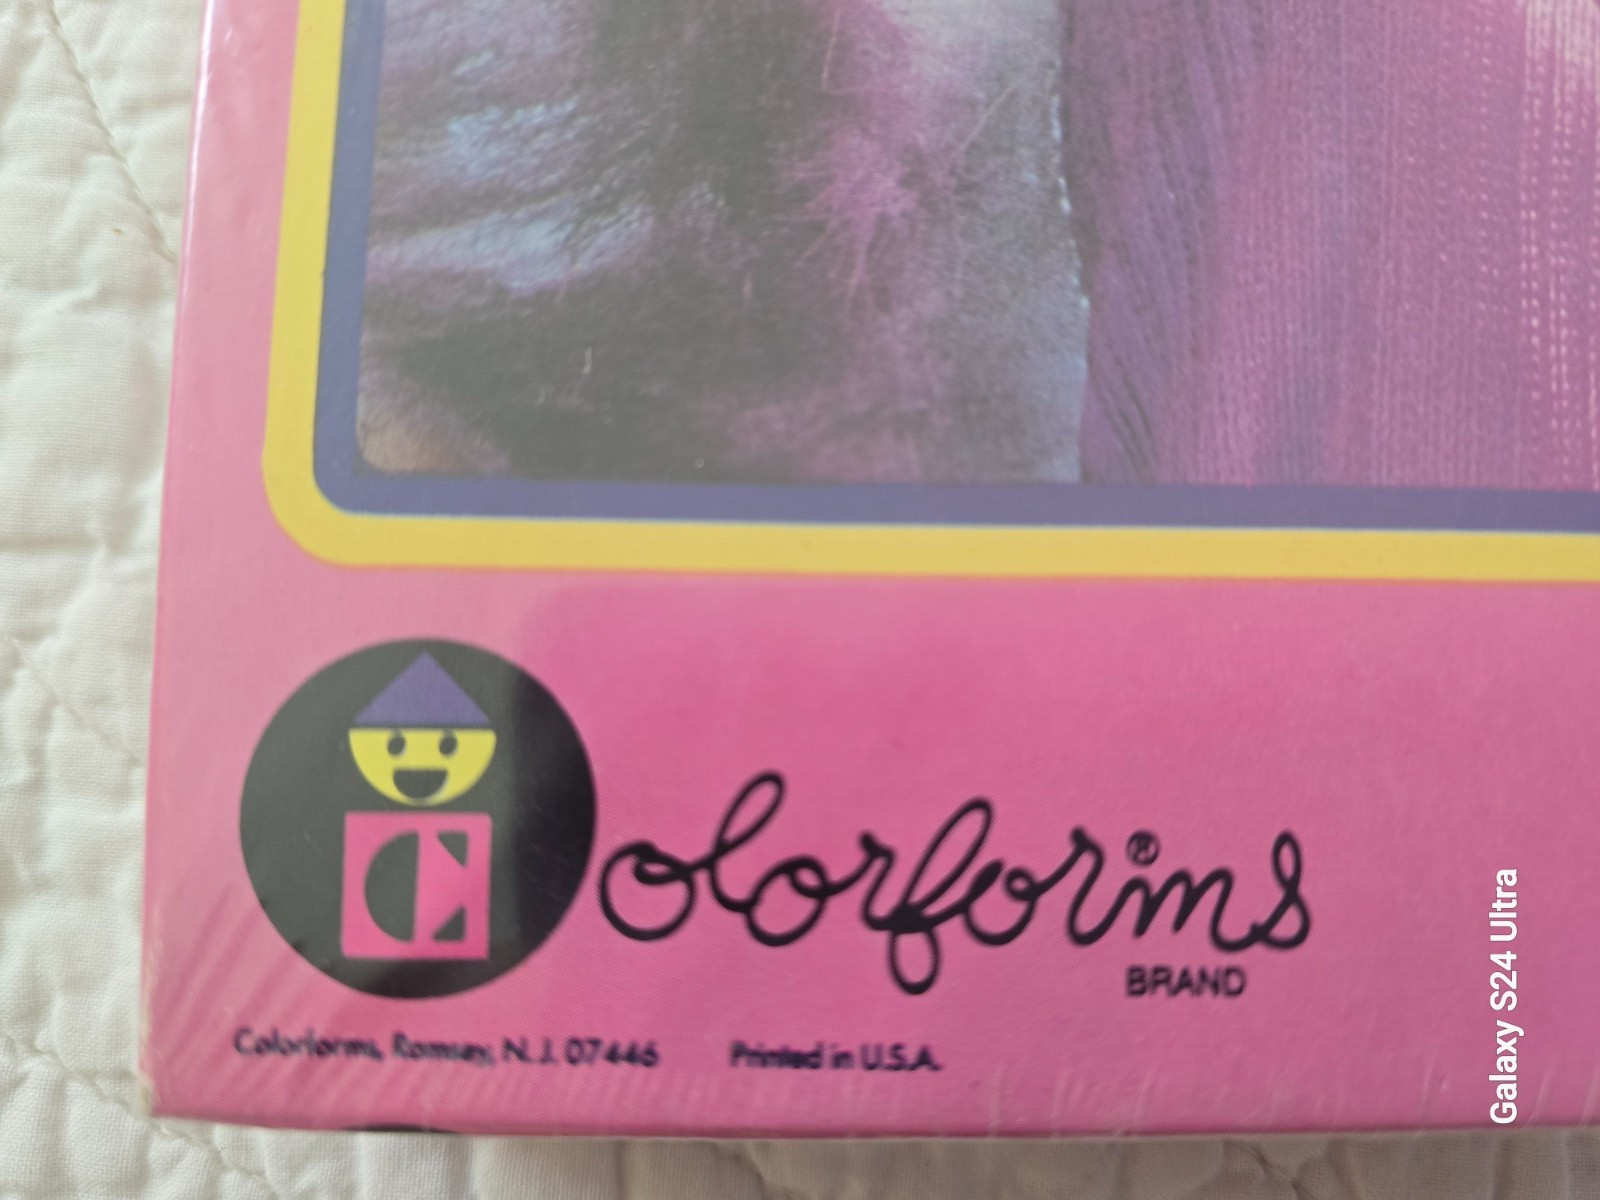 Colorforms ®
BRAND
Colorforms, Ramsey, N.J. 07446 Printed in U.S.A.
Galaxy S24 Ultra